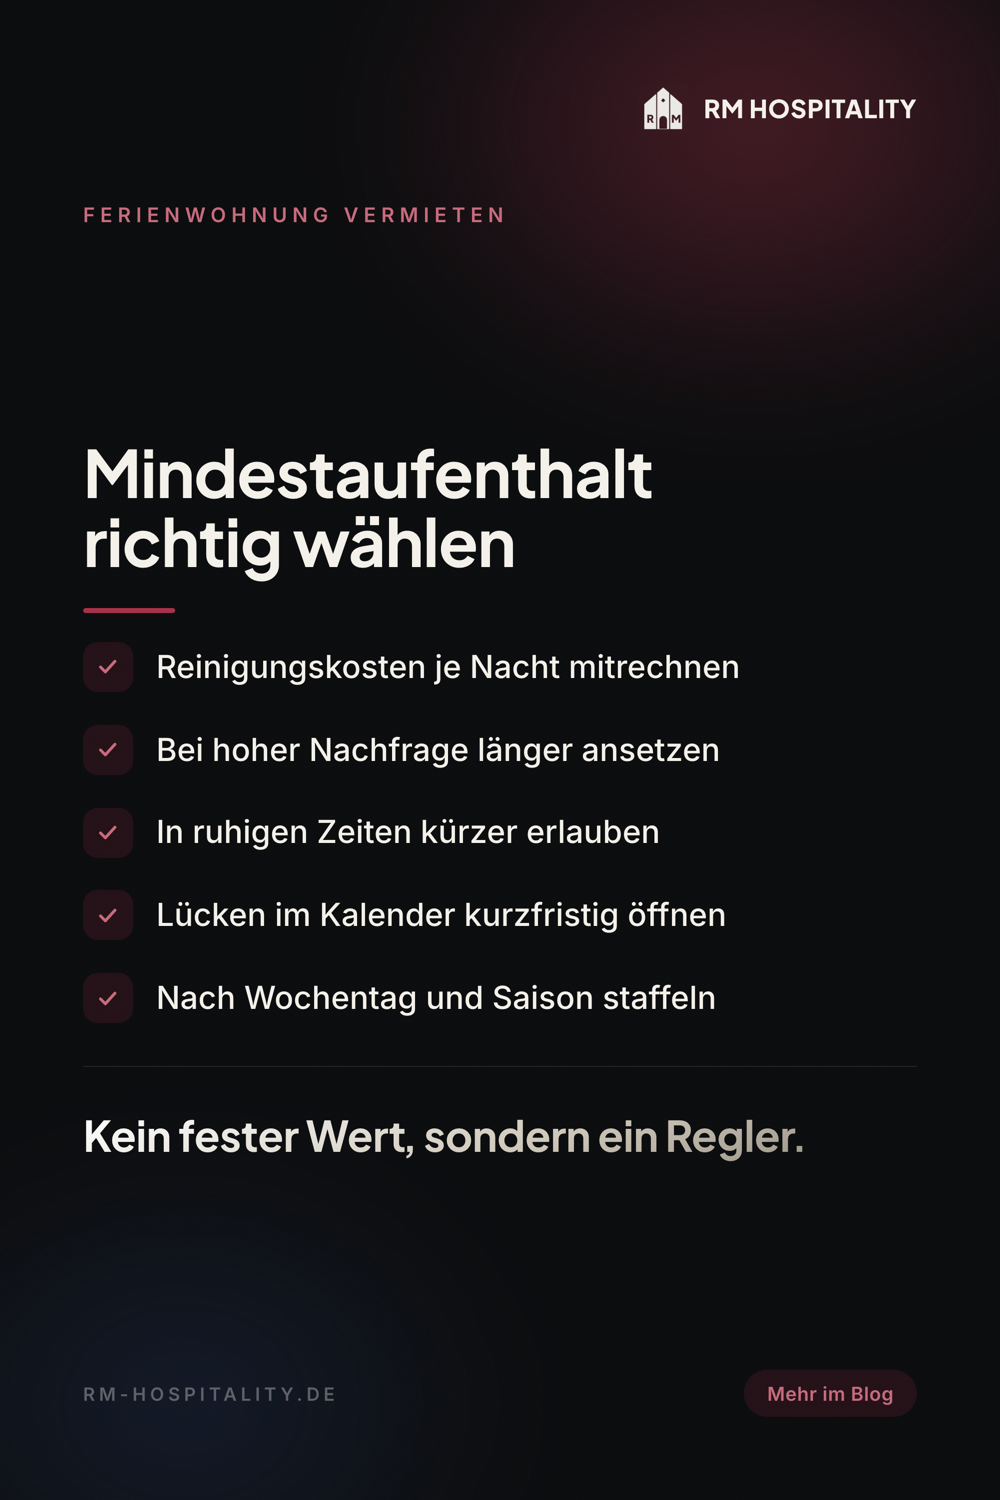 R M
RM HOSPITALITY
FERIENWOHNUNG VERMIETEN
Mindestaufenthalt
richtig wählen
Reinigungskosten je Nacht mitrechnen
Bei hoher Nachfrage länger ansetzen
In ruhigen Zeiten kürzer erlauben
Lücken im Kalender kurzfristig öffnen
Nach Wochentag und Saison staffeln
Kein fester Wert, sondern ein Regler.
RM-HOSPITALITY.DE
Mehr im Blog